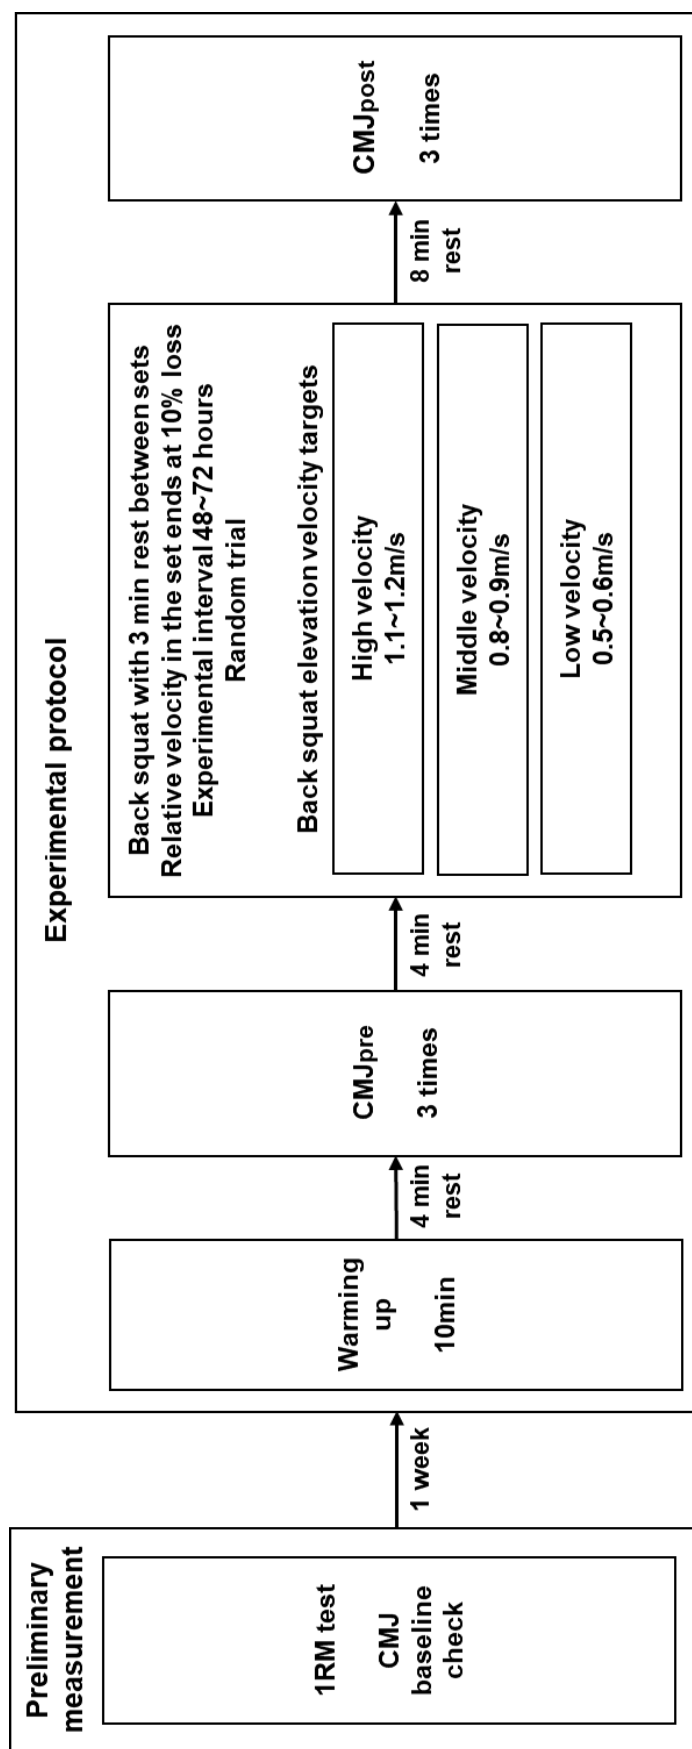 Preliminary
measurement
1RM test
CMJ
baseline
check
1 week
Experimental protocol
Warming
up
10min
4 min
rest
CMJpre
3 times
4 min
rest
Back squat with 3 min rest between sets
Relative velocity in the set ends at 10% loss
Experimental interval 48~72 hours
Random trial
Back squat elevation velocity targets
High velocity
1.1~1.2m/s
Middle velocity
0.8~0.9m/s
Low velocity
0.5~0.6m/s
8 min
rest
CMJpost
3 times